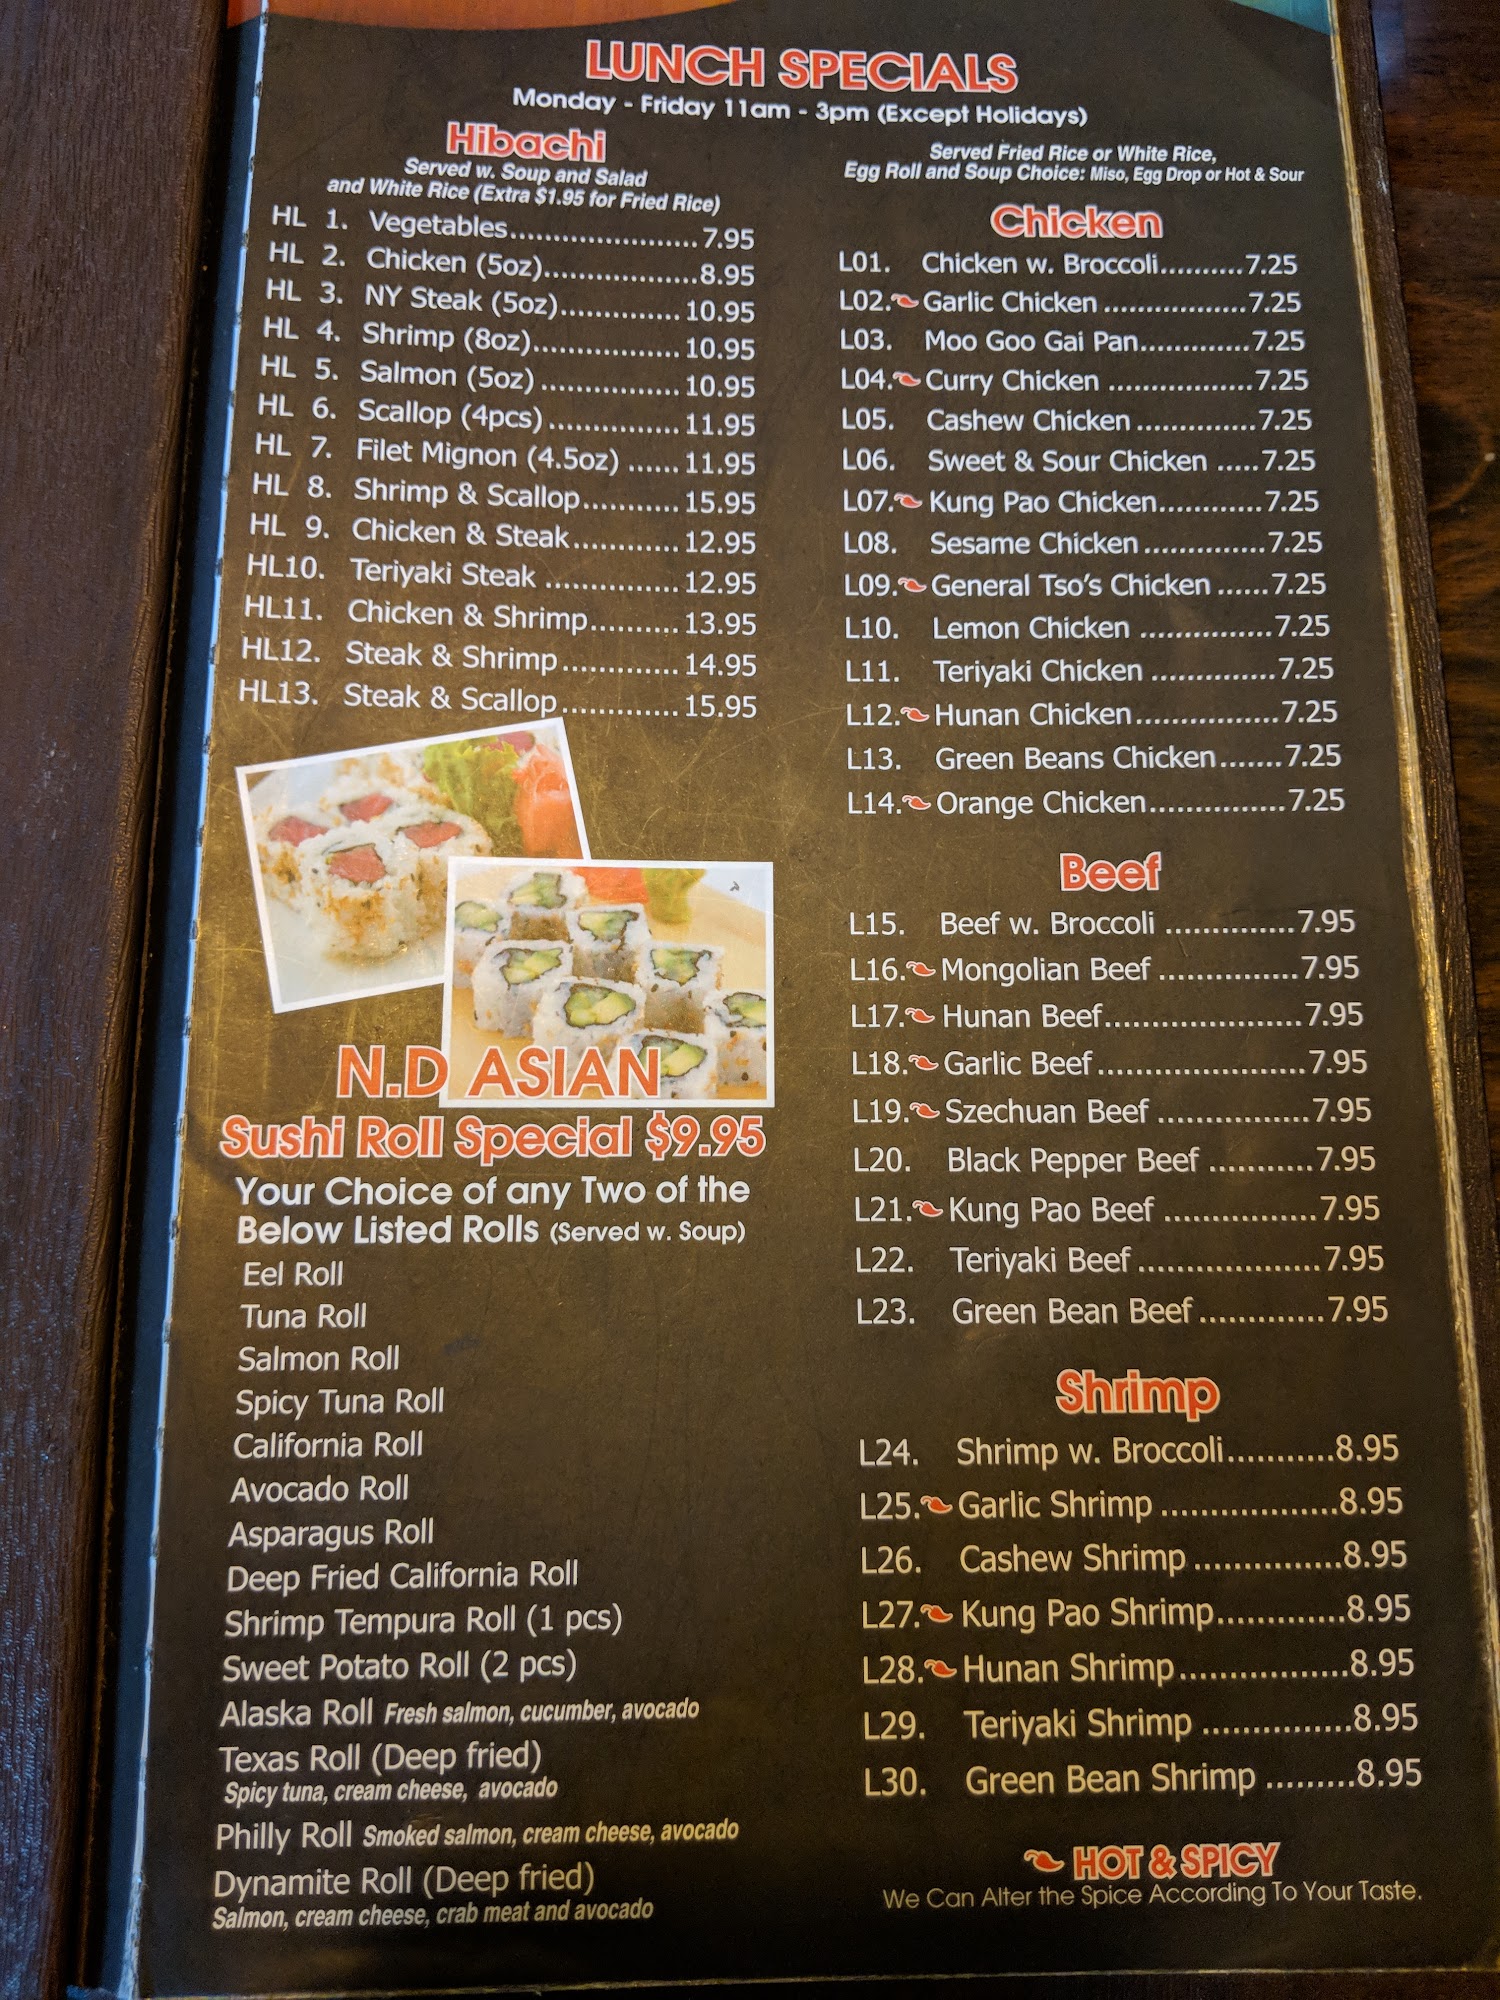 LUNCH SPECIALS
Monday - Friday 11am - 3pm (Except Holidays)
Hibachi
Served w. Soup and Salad
and White Rice (Extra $1.95 for Fried Rice)
HL 1. Vegetables......................7.95
HL 2. Chicken (5oz)..................8.95
HL 3. NY Steak (5oz)..............10.95
HL 4. Shrimp (8oz).................10.95
HL 5. Salmon (5oz) ................10.95
HL 6. Scallop (4pcs) ...............11.95
HL 7. Filet Mignon (4.5oz) ......11.95
HL 8. Shrimp & Scallop...........15.95
HL 9. Chicken & Steak............12.95
HL10. Teriyaki Steak ...............12.95
HL11. Chicken & Shrimp..........13.95
HL12. Steak & Shrimp.............14.95
HL13. Steak & Scallop.............15.95
N.D ASIAN
Sushi Roll Special $9.95
Your Choice of any Two of the
Below Listed Rolls (Served w. Soup)
Eel Roll
Tuna Roll
Salmon Roll
Spicy Tuna Roll
California Roll
Avocado Roll
Asparagus Roll
Deep Fried California Roll
Shrimp Tempura Roll (1 pcs)
Sweet Potato Roll (2 pcs)
Alaska Roll Fresh salmon, cucumber, avocado
Texas Roll (Deep fried)
Spicy tuna, cream cheese, avocado
Philly Roll Smoked salmon, cream cheese, avocado
Dynamite Roll (Deep fried)
Salmon, cream cheese, crab meat and avocado
Served Fried Rice or White Rice,
Egg Roll and Soup Choice: Miso, Egg Drop or Hot & Sour
Chicken
L01. Chicken w. Broccoli..........7.25
L02. Garlic Chicken .................7.25
L03. Moo Goo Gai Pan.............7.25
L04. Curry Chicken .................7.25
L05. Cashew Chicken ..............7.25
L06. Sweet & Sour Chicken .....7.25
L07. Kung Pao Chicken............7.25
L08. Sesame Chicken ..............7.25
L09. General Tso's Chicken ......7.25
L10. Lemon Chicken ...............7.25
L11. Teriyaki Chicken ..............7.25
L12. Hunan Chicken................7.25
L13. Green Beans Chicken.......7.25
L14. Orange Chicken...............7.25
Beef
L15. Beef w. Broccoli ..............7.95
L16. Mongolian Beef ...............7.95
L17. Hunan Beef.....................7.95
L18. Garlic Beef......................7.95
L19. Szechuan Beef ................7.95
L20. Black Pepper Beef ...........7.95
L21. Kung Pao Beef ................7.95
L22. Teriyaki Beef ...................7.95
L23. Green Bean Beef .............7.95
Shrimp
L24. Shrimp w. Broccoli...........8.95
L25. Garlic Shrimp ..................8.95
L26. Cashew Shrimp ...............8.95
L27. Kung Pao Shrimp.............8.95
L28. Hunan Shrimp.................8.95
L29. Teriyaki Shrimp ...............8.95
L30. Green Bean Shrimp .........8.95
HOT & SPICY
We Can Alter the Spice According To Your Taste.